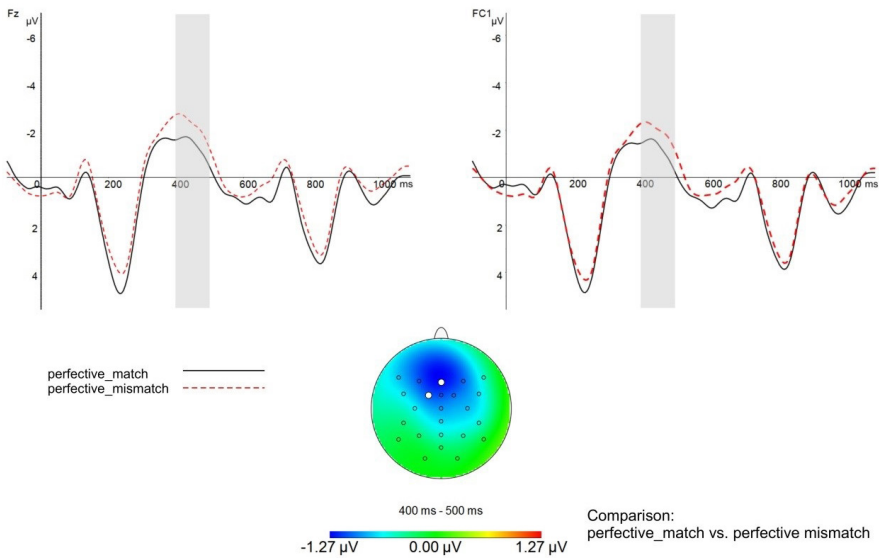 Fz
µV
-6
-4
-2
200 400 600 800 1000 ms
2
4
FC1
µV
-6
-4
-2
200 400 600 800 1000 ms
2
4
perfective_match
perfective_mismatch
400 ms - 500 ms
-1.27 µV 0.00 µV 1.27 µV
Comparison:
perfective_match vs. perfective mismatch